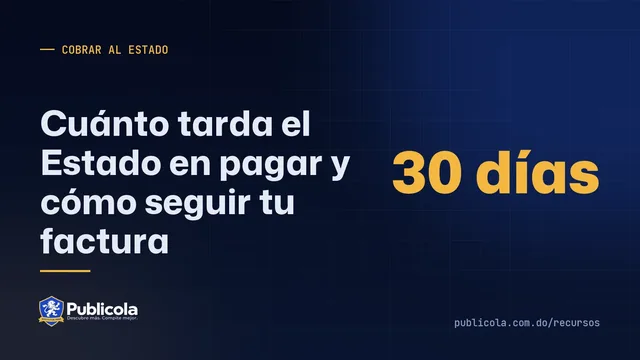 COBRAR AL ESTADO
Cuánto tarda el
Estado en pagar y
cómo seguir tu
factura
30 días
Publicola
Descubre más. Compite mejor.
publicola.com.do/recursos